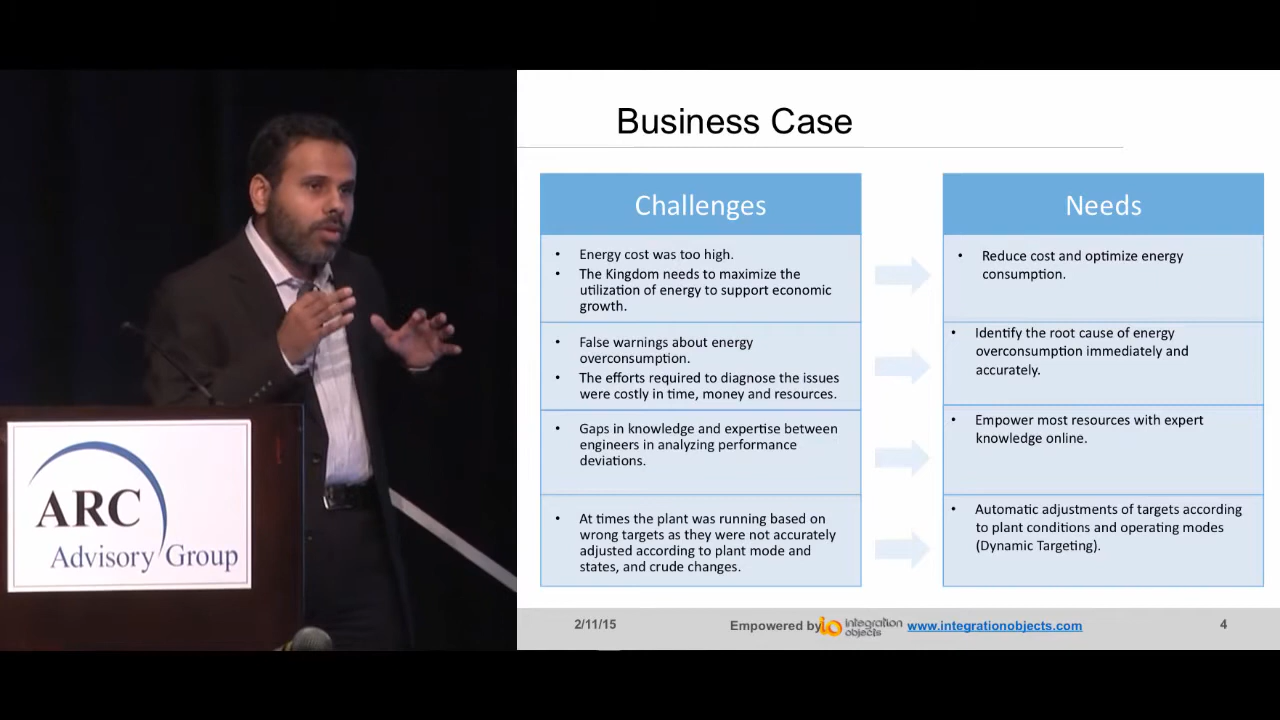 ARC
Advisory Group
Business Case
Challenges
• Energy cost was too high.
• The Kingdom needs to maximize the
utilization of energy to support economic
growth.
• False warnings about energy
overconsumption.
• The efforts required to diagnose the issues
were costly in time, money and resources.
• Gaps in knowledge and expertise between
engineers in analyzing performance
deviations.
• At times the plant was running based on
wrong targets as they were not accurately
adjusted according to plant mode and
states, and crude changes.
Needs
• Reduce cost and optimize energy
consumption.
• Identify the root cause of energy
overconsumption immediately and
accurately.
• Empower most resources with expert
knowledge online.
• Automatic adjustments of targets according
to plant conditions and operating modes
(Dynamic Targeting).
2/11/15
Empowered by io integration objects www.integrationobjects.com
4